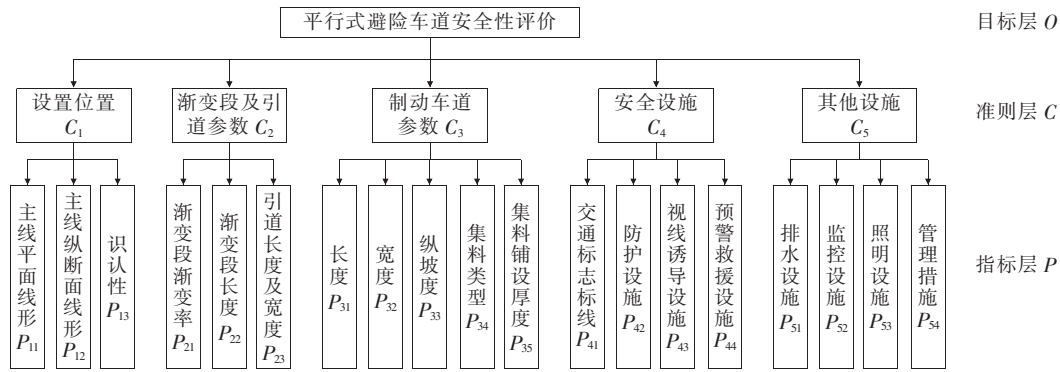 平行式避险车道安全性评价
目标层 O
设置位置
C₁
渐变段及引
道参数 C₂
制动车道
参数 C₃
安全设施
C₄
其他设施
C₅
准则层 C
主线平面线形 P₁₁
主线纵断面线形 P₁₂
识认性 P₁₃
渐变段渐变率 P₂₁
渐变段长度 P₂₂
引道长度及宽度 P₂₃
长度 P₃₁
宽度 P₃₂
纵坡度 P₃₃
集料类型 P₃₄
集料铺设厚度 P₃₅
交通标志标线 P₄₁
防护设施 P₄₂
视线诱导设施 P₄₃
预警救援设施 P₄₄
排水设施 P₅₁
监控设施 P₅₂
照明设施 P₅₃
管理措施 P₅₄
指标层 P